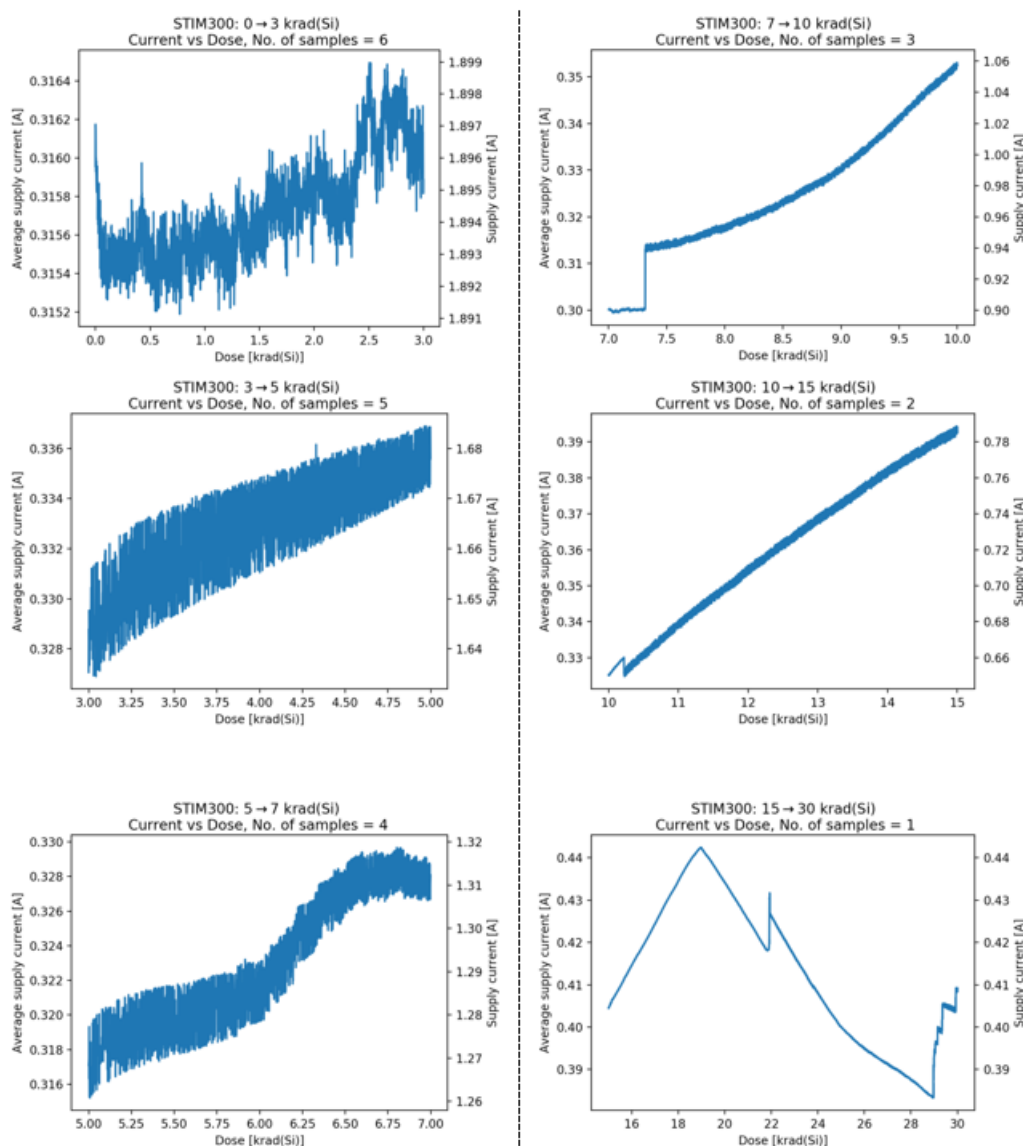 STIM300: 0→3 krad(Si)
Current vs Dose, No. of samples = 6
Average supply current [A]
0.3164
0.3162
0.3160
0.3158
0.3156
0.3154
0.3152
1.899
1.898
1.897
1.896
1.895
1.894
1.893
1.892
1.891
Supply current [A]
0.0 0.5 1.0 1.5 2.0 2.5 3.0
Dose [krad(Si)]
STIM300: 3→5 krad(Si)
Current vs Dose, No. of samples = 5
Average supply current [A]
0.336
0.334
0.332
0.330
0.328
1.68
1.67
1.66
1.65
1.64
Supply current [A]
3.00 3.25 3.50 3.75 4.00 4.25 4.50 4.75 5.00
Dose [krad(Si)]
STIM300: 5→7 krad(Si)
Current vs Dose, No. of samples = 4
Average supply current [A]
0.330
0.328
0.326
0.324
0.322
0.320
0.318
0.316
1.32
1.31
1.30
1.29
1.28
1.27
1.26
Supply current [A]
5.00 5.25 5.50 5.75 6.00 6.25 6.50 6.75 7.00
Dose [krad(Si)]
STIM300: 7→10 krad(Si)
Current vs Dose, No. of samples = 3
Average supply current [A]
0.35
0.34
0.33
0.32
0.31
0.30
1.06
1.04
1.02
1.00
0.98
0.96
0.94
0.92
0.90
Supply current [A]
7.0 7.5 8.0 8.5 9.0 9.5 10.0
Dose [krad(Si)]
STIM300: 10→15 krad(Si)
Current vs Dose, No. of samples = 2
Average supply current [A]
0.39
0.38
0.37
0.36
0.35
0.34
0.33
0.78
0.76
0.74
0.72
0.70
0.68
0.66
Supply current [A]
10 11 12 13 14 15
Dose [krad(Si)]
STIM300: 15→30 krad(Si)
Current vs Dose, No. of samples = 1
Average supply current [A]
0.44
0.43
0.42
0.41
0.40
0.39
0.44
0.43
0.42
0.41
0.40
0.39
Supply current [A]
16 18 20 22 24 26 28 30
Dose [krad(Si)]